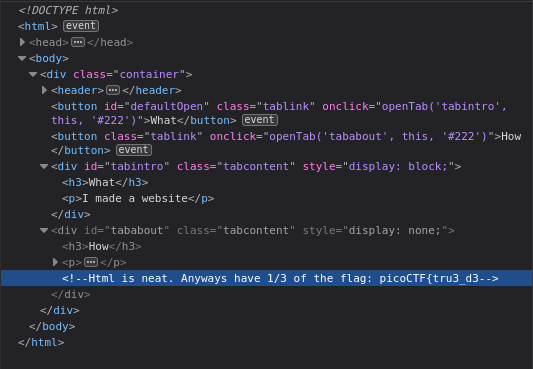 <!DOCTYPE html>
<html> event
<head>···</head>
<body>
<div class="container">
<header>···</header>
<button id="defaultOpen" class="tablink" onclick="openTab('tabintro',
this, '#222')">What</button> event
<button class="tablink" onclick="openTab('tababout', this, '#222')">How
</button> event
<div id="tabintro" class="tabcontent" style="display: block;">
<h3>What</h3>
<p>I made a website</p>
</div>
<div id="tababout" class="tabcontent" style="display: none;">
<h3>How</h3>
<p>···</p>
<!--Html is neat. Anyways have 1/3 of the flag: picoCTF{tru3_d3-->
</div>
</div>
</body>
</html>